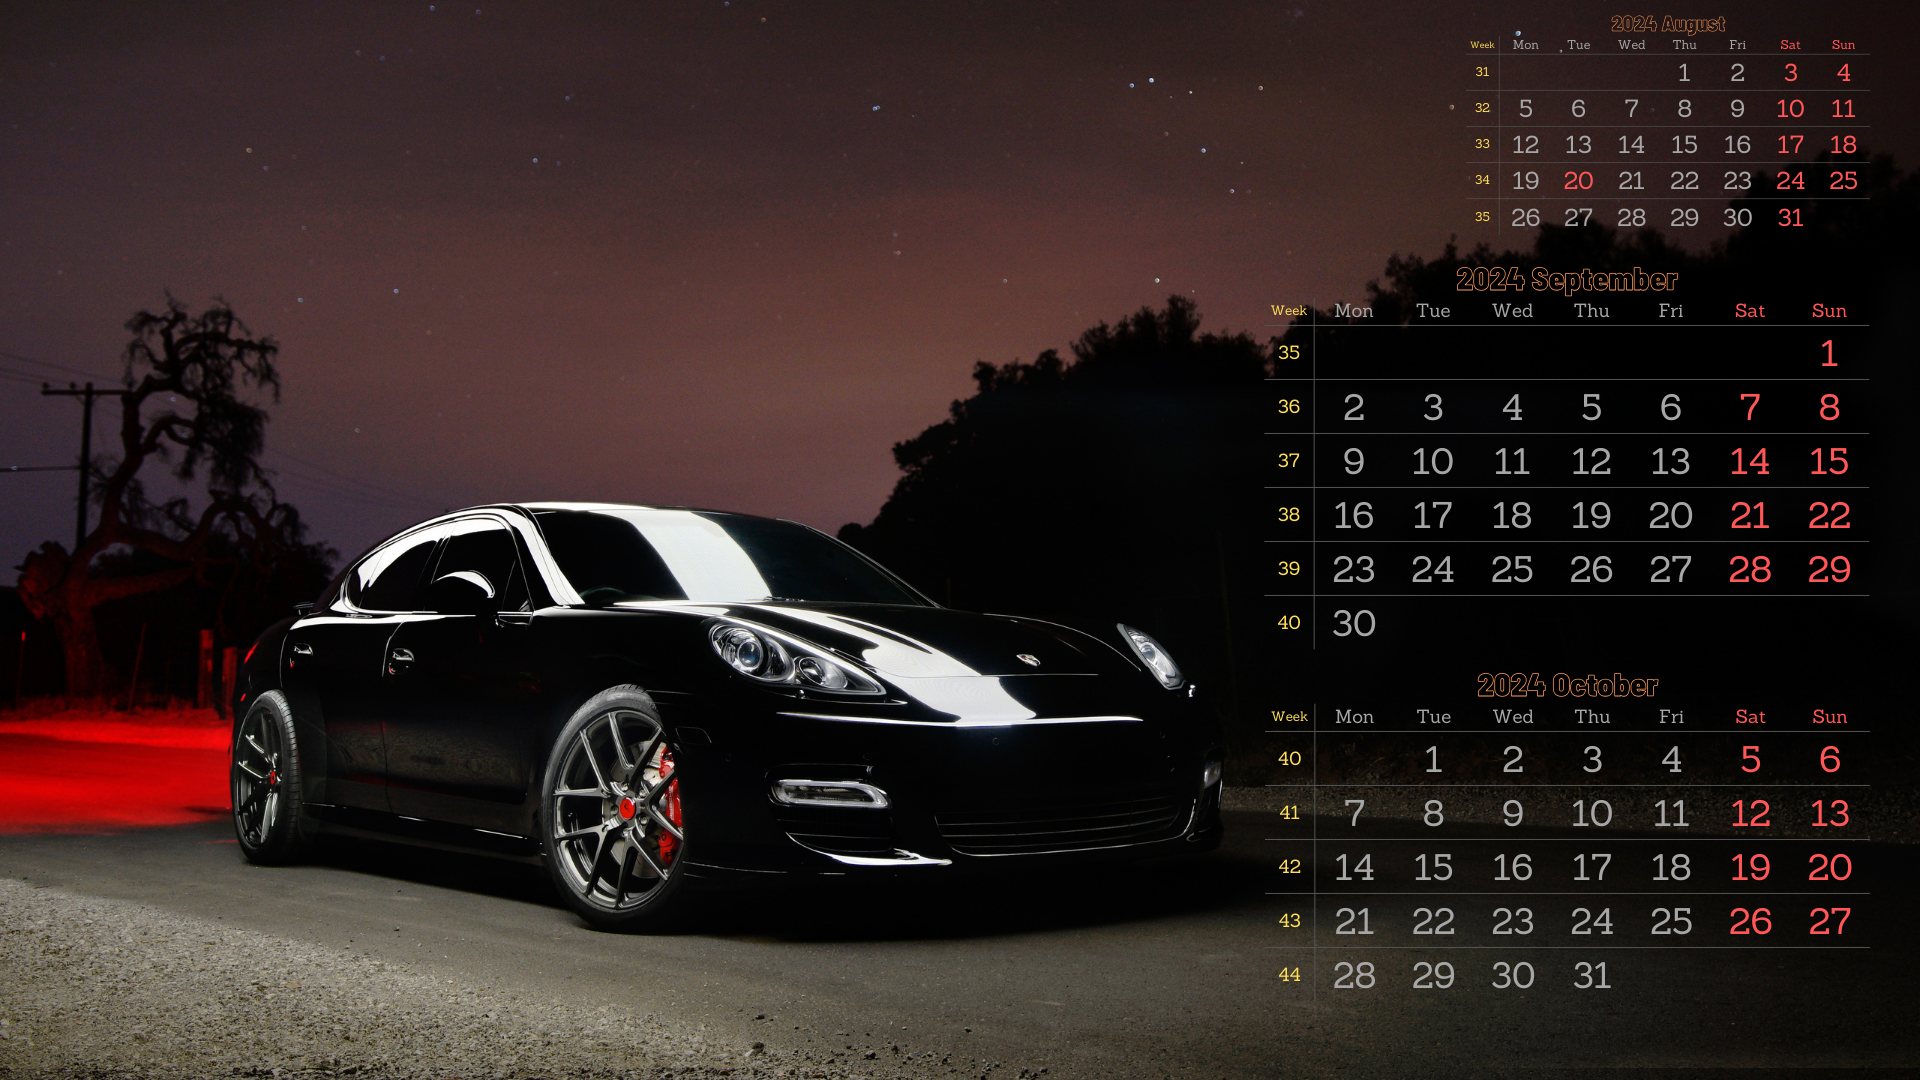 2024 August
Week Mon Tue Wed Thu Fri Sat Sun
31 1 2 3 4
32 5 6 7 8 9 10 11
33 12 13 14 15 16 17 18
34 19 20 21 22 23 24 25
35 26 27 28 29 30 31
2024 September
Week Mon Tue Wed Thu Fri Sat Sun
35 1
36 2 3 4 5 6 7 8
37 9 10 11 12 13 14 15
38 16 17 18 19 20 21 22
39 23 24 25 26 27 28 29
40 30
2024 October
Week Mon Tue Wed Thu Fri Sat Sun
40 1 2 3 4 5 6
41 7 8 9 10 11 12 13
42 14 15 16 17 18 19 20
43 21 22 23 24 25 26 27
44 28 29 30 31